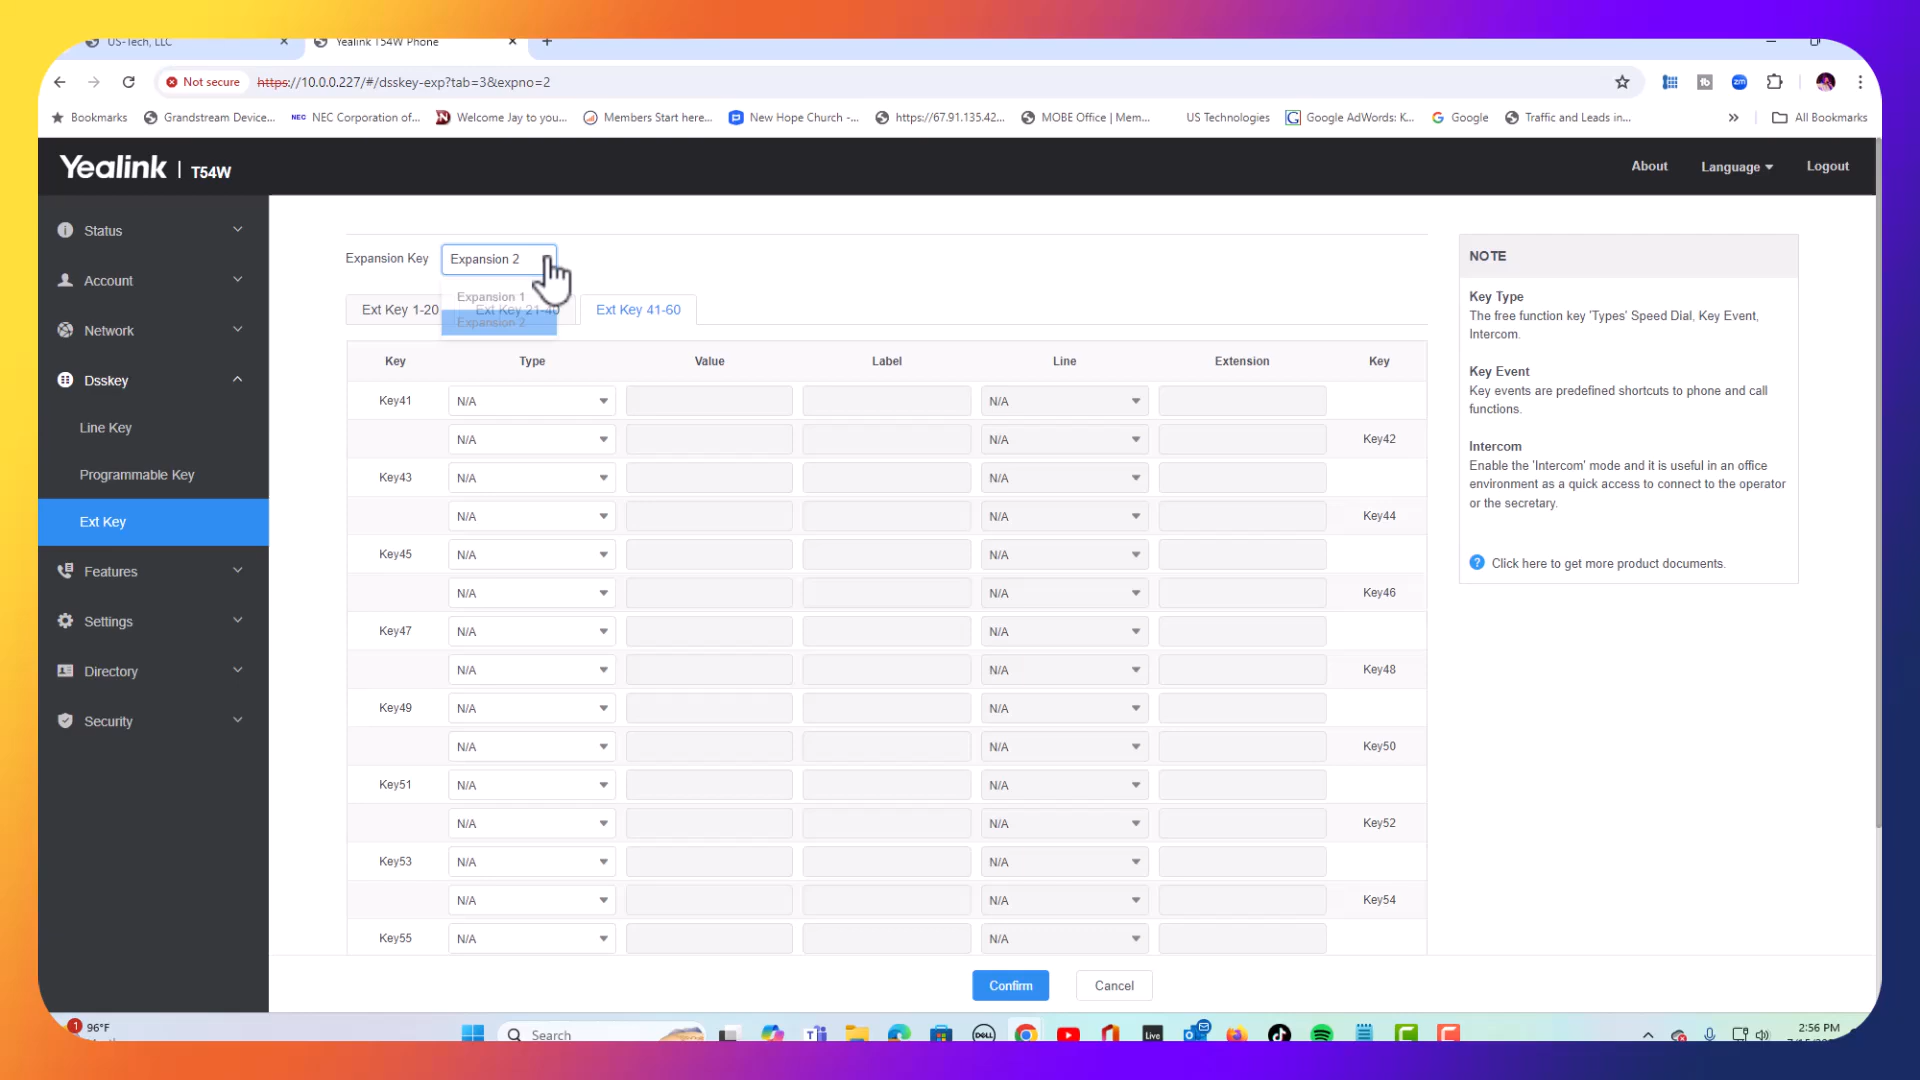 US-Tech, LLC
Yealink T54W Phone
Not secure https://10.0.0.227/#/dsskey-exp?tab=3&expno=2
Bookmarks Grandstream Device... NEC NEC Corporation of... Welcome Jay to you... Members Start here... New Hope Church -... https://67.91.135.42... MOBE Office | Mem... US Technologies Google AdWords: K... Google Traffic and Leads in... All Bookmarks
Yealink | T54W
About Language Logout
Status
Account
Network
Dsskey
Line Key
Programmable Key
Ext Key
Features
Settings
Directory
Security
Expansion Key Expansion 2
Expansion 1
Expansion 2
Ext Key 1-20 Ext Key 21-40 Ext Key 41-60
Key Type Value Label Line Extension Key
Key41 N/A N/A
N/A N/A Key42
Key43 N/A N/A
N/A N/A Key44
Key45 N/A N/A
N/A N/A Key46
Key47 N/A N/A
N/A N/A Key48
Key49 N/A N/A
N/A N/A Key50
Key51 N/A N/A
N/A N/A Key52
Key53 N/A N/A
N/A N/A Key54
Key55 N/A N/A
Confirm Cancel
NOTE
Key Type
The free function key 'Types' Speed Dial, Key Event,
Intercom.
Key Event
Key events are predefined shortcuts to phone and call
functions.
Intercom
Enable the 'Intercom' mode and it is useful in an office
environment as a quick access to connect to the operator
or the secretary.
? Click here to get more product documents.
1 96°F
Search
DELL
Live
2:56 PM